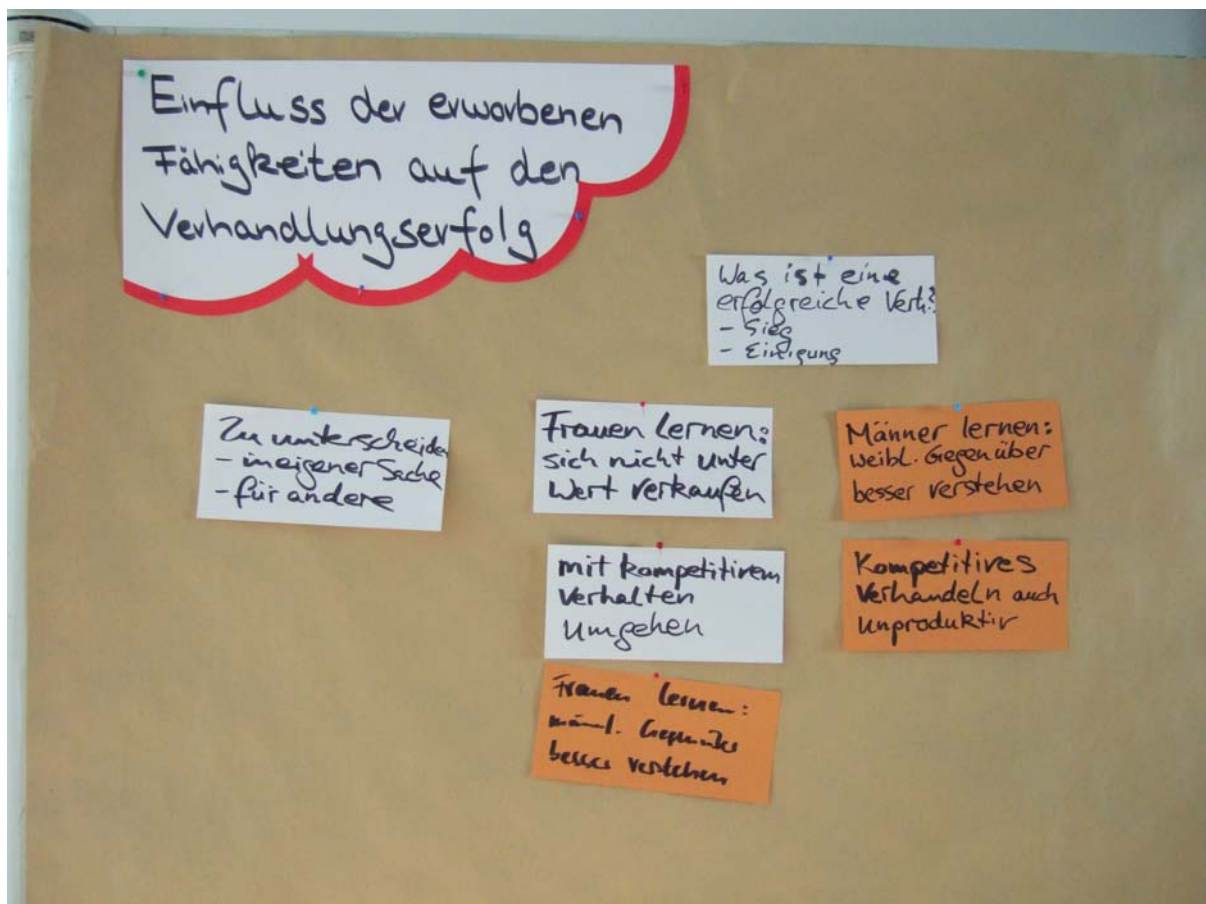 Einfluss der erworbenen
Fähigkeiten auf den
Verhandlungserfolg
Was ist eine
erfolgreiche Verh.?
- Sieg
- Einigung
Zu unterscheiden
- in eigener Sache
- für andere
Frauen lernen:
sich nicht unter
Wert verkaufen
mit kompetitivem
Verhalten
Umgehen
Frauen lernen:
männl. Gegenüber
besser verstehen
Männer lernen:
weibl. Gegenüber
besser verstehen
Kompetitives
Verhandeln auch
Unproduktiv